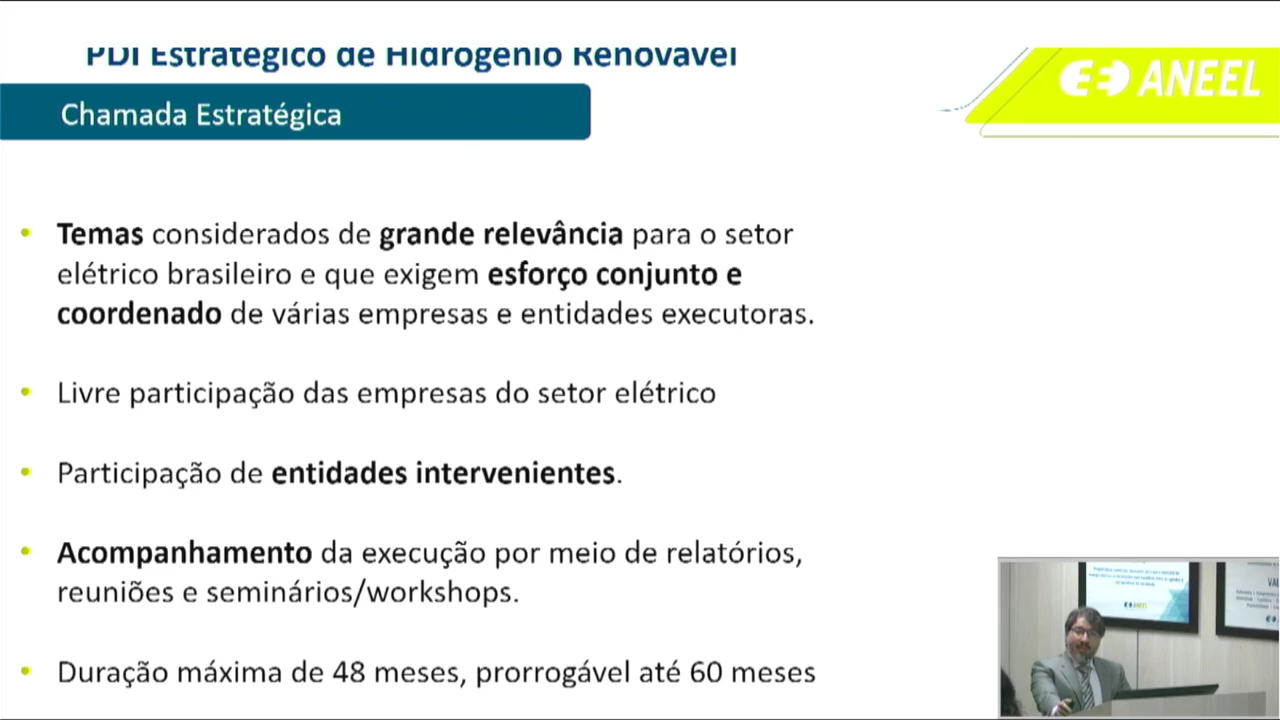 PDI Estratégico de Hidrogênio Renovável
ANEEL
Chamada Estratégica
• Temas considerados de grande relevância para o setor
elétrico brasileiro e que exigem esforço conjunto e
coordenado de várias empresas e entidades executoras.
• Livre participação das empresas do setor elétrico
• Participação de entidades intervenientes.
• Acompanhamento da execução por meio de relatórios,
reuniões e seminários/workshops.
• Duração máxima de 48 meses, prorrogável até 60 meses
ANEEL